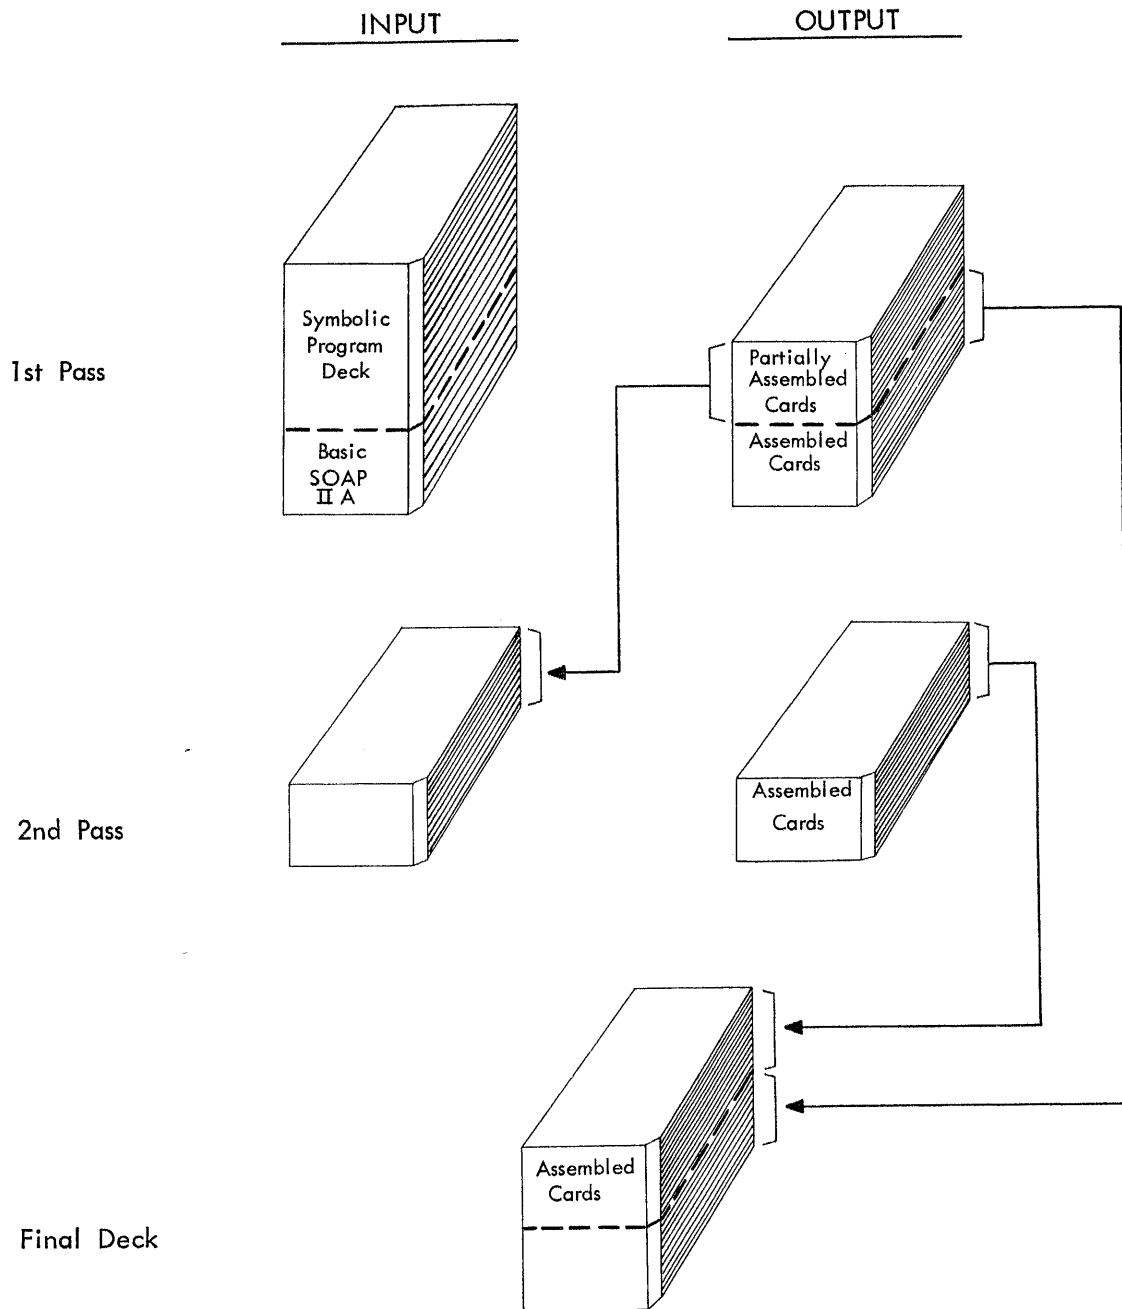 INPUT
OUTPUT
1st Pass
Symbolic
Program
Deck
Basic
SOAP
II A
Partially
Assembled
Cards
Assembled
Cards
2nd Pass
Assembled
Cards
Final Deck
Assembled
Cards